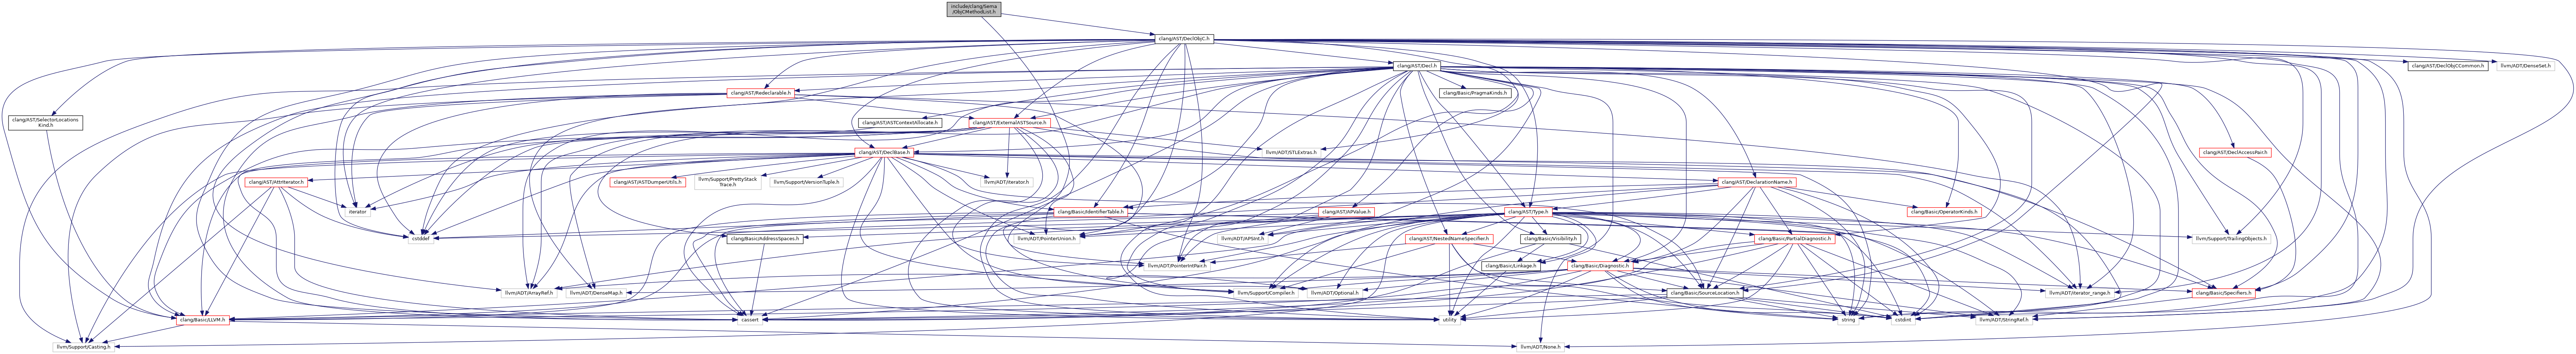 include/clang/Sema
/ObjCMethodList.h
clang/AST/DeclObjC.h
clang/AST/Decl.h
clang/AST/DeclObjCCommon.h
llvm/ADT/DenseSet.h
clang/AST/Redeclarable.h
clang/Basic/PragmaKinds.h
clang/AST/SelectorLocations
Kind.h
clang/AST/ASTContextAllocate.h
clang/AST/ExternalASTSource.h
clang/AST/DeclBase.h
llvm/ADT/STLExtras.h
clang/AST/DeclAccessPair.h
clang/AST/AttrIterator.h
clang/AST/ASTDumperUtils.h
llvm/Support/PrettyStack
Trace.h
llvm/Support/VersionTuple.h
llvm/ADT/iterator.h
clang/AST/DeclarationName.h
iterator
clang/Basic/IdentifierTable.h
clang/AST/APValue.h
clang/AST/Type.h
clang/Basic/OperatorKinds.h
cstddef
clang/Basic/AddressSpaces.h
llvm/ADT/PointerUnion.h
llvm/ADT/APSInt.h
clang/AST/NestedNameSpecifier.h
clang/Basic/Visibility.h
clang/Basic/PartialDiagnostic.h
llvm/Support/TrailingObjects.h
llvm/ADT/PointerIntPair.h
clang/Basic/Linkage.h
clang/Basic/Diagnostic.h
llvm/ADT/ArrayRef.h
llvm/ADT/DenseMap.h
llvm/Support/Compiler.h
llvm/ADT/Optional.h
clang/Basic/SourceLocation.h
llvm/ADT/iterator_range.h
clang/Basic/Specifiers.h
clang/Basic/LLVM.h
cassert
utility
string
cstdint
llvm/ADT/StringRef.h
llvm/Support/Casting.h
llvm/ADT/None.h